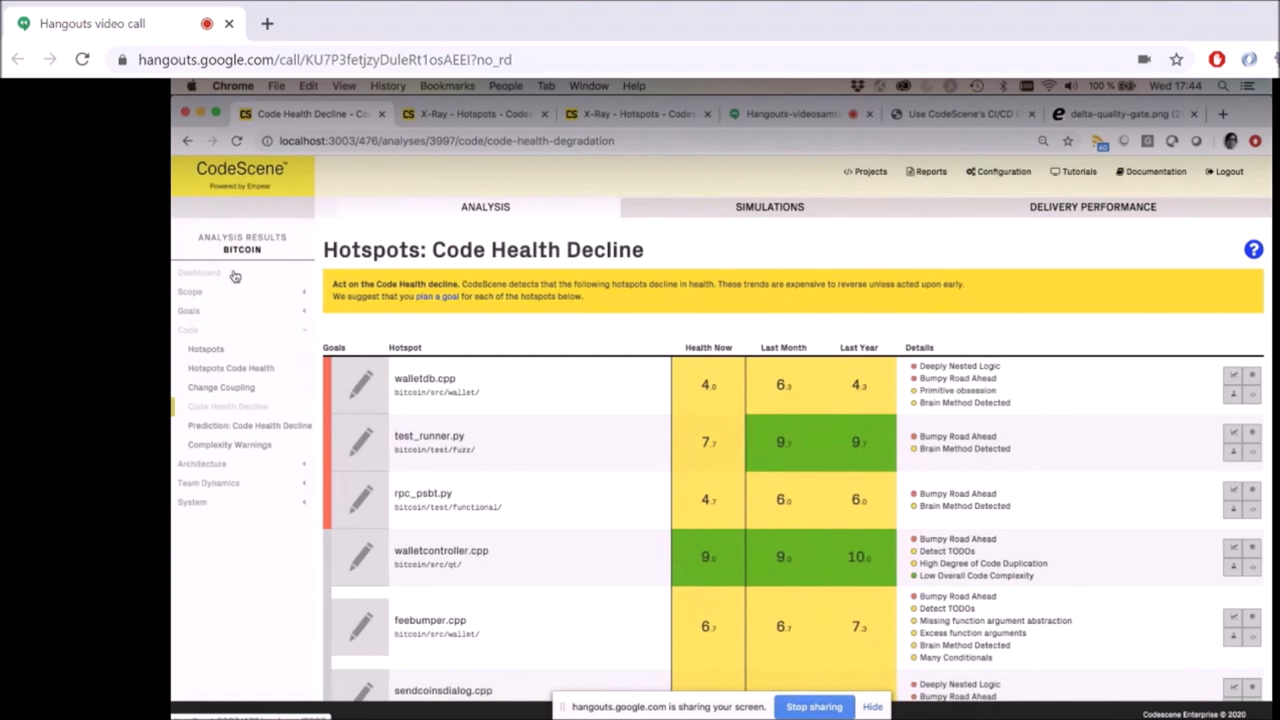 Hangouts video call
hangouts.google.com/call/KU7P3fetjzyDuleRt1osAEEI?no_rd
Chrome File Edit View History Bookmarks People Tab Window Help 100 % Wed 17:44
CS Code Health Decline - Co CS X-Ray - Hotspots - Codes CS X-Ray - Hotspots - Codes Hangouts-videosamta Use CodeScene's CI/CD C delta-quality-gate.png (2
localhost:3003/476/analyses/3997/code/code-health-degradation
CodeScene™
Powered by Empear
Projects Reports Configuration Tutorials Documentation Logout
ANALYSIS SIMULATIONS DELIVERY PERFORMANCE
ANALYSIS RESULTS
BITCOIN
Dashboard
Scope
Goals
Code
Hotspots
Hotspots Code Health
Change Coupling
Code Health Decline
Prediction: Code Health Decline
Complexity Warnings
Architecture
Team Dynamics
System
Hotspots: Code Health Decline
?
Act on the Code Health decline. CodeScene detects that the following hotspots decline in health. These trends are expensive to reverse unless acted upon early.
We suggest that you plan a goal for each of the hotspots below.
Goals Hotspot Health Now Last Month Last Year Details
walletdb.cpp
bitcoin/src/wallet/
4.0 6.3 4.3
Deeply Nested Logic
Bumpy Road Ahead
Primitive obsession
Brain Method Detected
test_runner.py
bitcoin/test/fuzz/
7.7 9.7 9.7
Bumpy Road Ahead
Brain Method Detected
rpc_psbt.py
bitcoin/test/functional/
4.7 6.0 6.0
Bumpy Road Ahead
Brain Method Detected
walletcontroller.cpp
bitcoin/src/qt/
9.0 9.0 10.0
Bumpy Road Ahead
Detect TODOs
High Degree of Code Duplication
Low Overall Code Complexity
feebumper.cpp
bitcoin/src/wallet/
6.7 6.7 7.3
Bumpy Road Ahead
Detect TODOs
Missing function argument abstraction
Excess function arguments
Brain Method Detected
Many Conditionals
sendcoinsdialog.cpp
Deeply Nested Logic
Bumpy Road Ahead
hangouts.google.com is sharing your screen. Stop sharing Hide
Codescene Enterprise © 2020